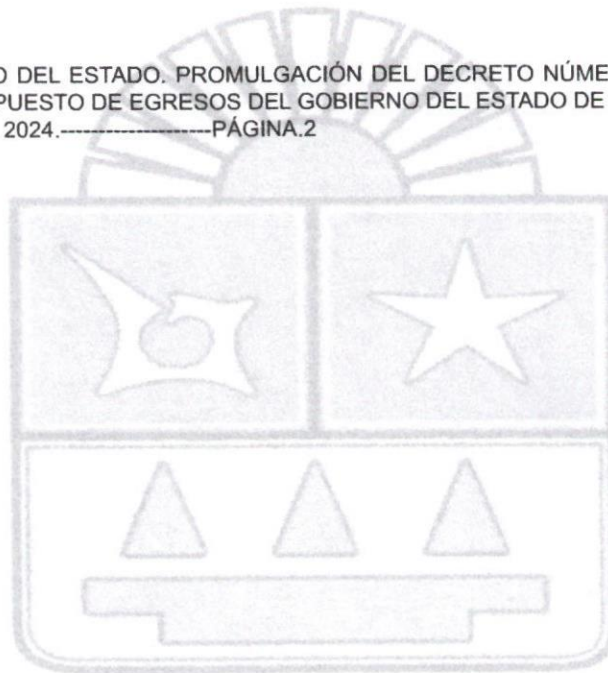 O DEL ESTADO. PROMULGACIÓN DEL DECRETO NÚME
PUESTO DE EGRESOS DEL GOBIERNO DEL ESTADO DE
2024.--------------------PÁGINA.2